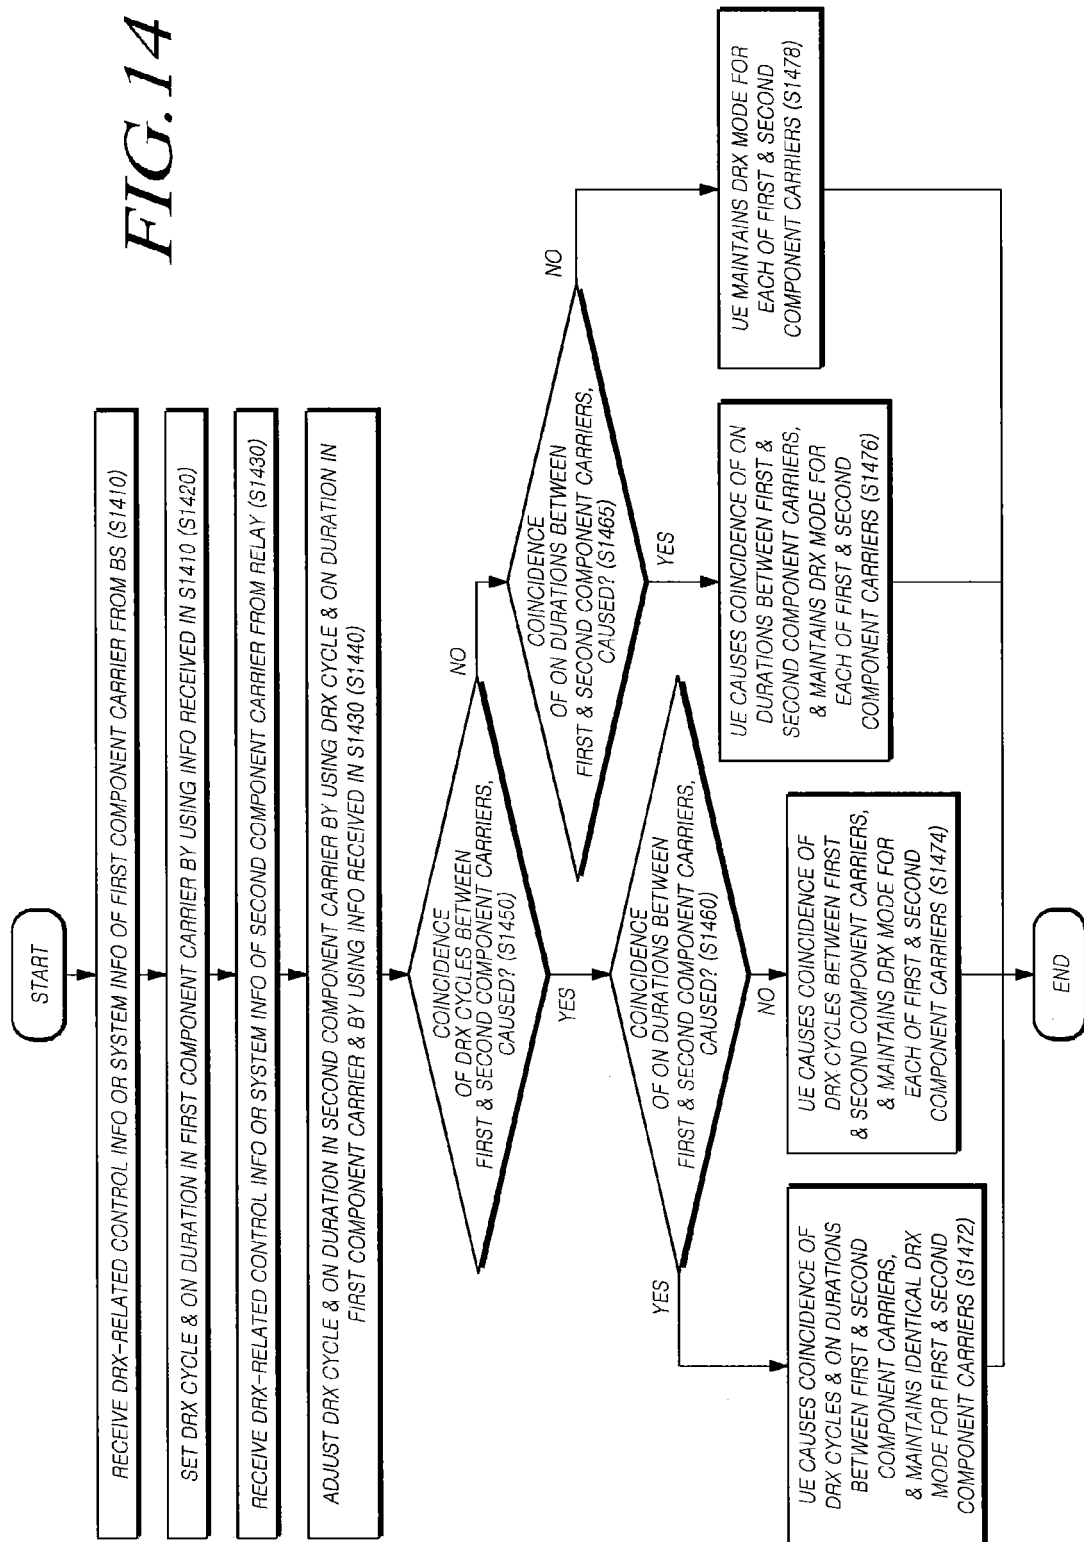 FIG.14
START
RECEIVE DRX-RELATED CONTROL INFO OR SYSTEM INFO OF FIRST COMPONENT CARRIER FROM BS (S1410)
SET DRX CYCLE & ON DURATION IN FIRST COMPONENT CARRIER BY USING INFO RECEIVED IN S1410 (S1420)
RECEIVE DRX-RELATED CONTROL INFO OR SYSTEM INFO OF SECOND COMPONENT CARRIER FROM RELAY (S1430)
ADJUST DRX CYCLE & ON DURATION IN SECOND COMPONENT CARRIER BY USING DRX CYCLE & ON DURATION IN
FIRST COMPONENT CARRIER & BY USING INFO RECEIVED IN S1430 (S1440)
COINCIDENCE
OF DRX CYCLES BETWEEN
FIRST & SECOND COMPONENT CARRIERS,
CAUSED? (S1450)
NO
YES
COINCIDENCE
OF ON DURATIONS BETWEEN
FIRST & SECOND COMPONENT CARRIERS,
CAUSED? (S1460)
YES
NO
COINCIDENCE
OF ON DURATIONS BETWEEN
FIRST & SECOND COMPONENT CARRIERS,
CAUSED? (S1465)
NO
YES
UE CAUSES COINCIDENCE OF
DRX CYCLES & ON DURATIONS
BETWEEN FIRST & SECOND
COMPONENT CARRIERS,
& MAINTAINS IDENTICAL DRX
MODE FOR FIRST & SECOND
COMPONENT CARRIERS (S1472)
UE CAUSES COINCIDENCE OF
DRX CYCLES BETWEEN FIRST
& SECOND COMPONENT CARRIERS,
& MAINTAINS DRX MODE FOR
EACH OF FIRST & SECOND
COMPONENT CARRIERS (S1474)
UE CAUSES COINCIDENCE OF ON
DURATIONS BETWEEN FIRST &
SECOND COMPONENT CARRIERS,
& MAINTAINS DRX MODE FOR
EACH OF FIRST & SECOND
COMPONENT CARRIERS (S1476)
UE MAINTAINS DRX MODE FOR
EACH OF FIRST & SECOND
COMPONENT CARRIERS (S1478)
END